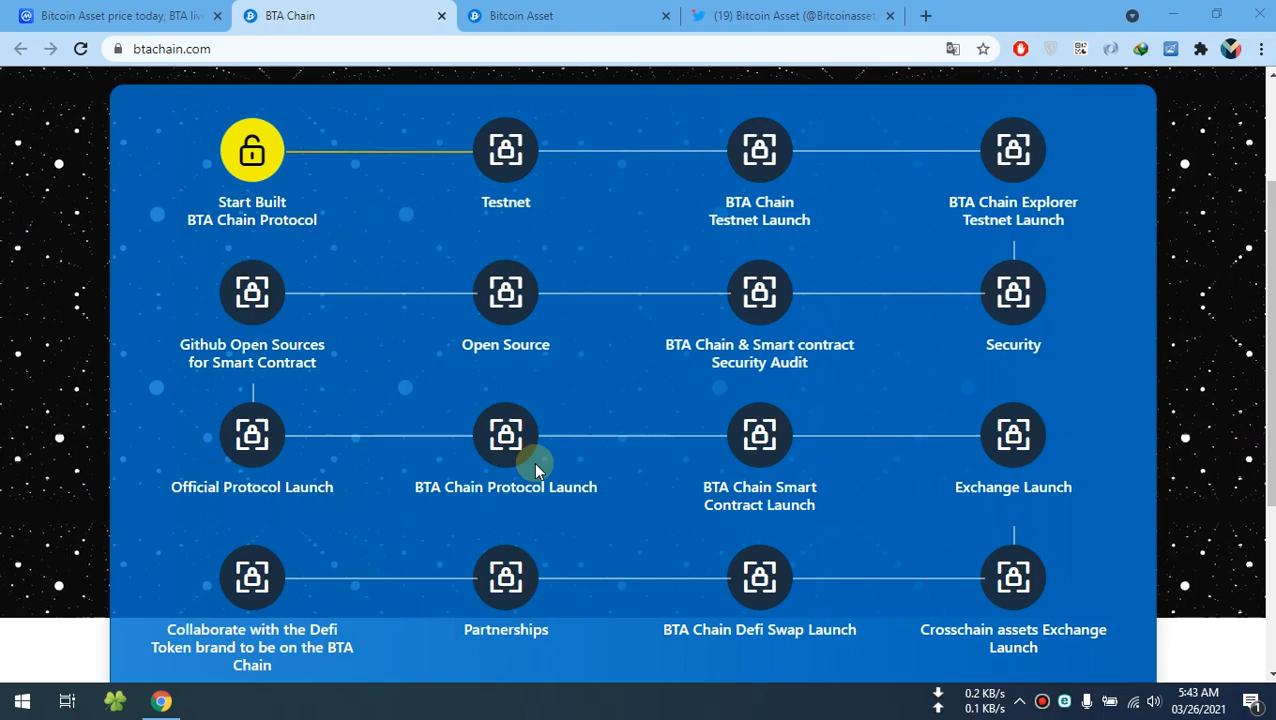 Bitcoin Asset price today, BTA liv
BTA Chain
Bitcoin Asset
(19) Bitcoin Asset (@Bitcoinasset
btachain.com
Start Built
BTA Chain Protocol
Testnet
BTA Chain
Testnet Launch
BTA Chain Explorer
Testnet Launch
Github Open Sources
for Smart Contract
Open Source
BTA Chain & Smart contract
Security Audit
Security
Official Protocol Launch
BTA Chain Protocol Launch
BTA Chain Smart
Contract Launch
Exchange Launch
Collaborate with the Defi
Token brand to be on the BTA
Chain
Partnerships
BTA Chain Defi Swap Launch
Crosschain assets Exchange
Launch
0.2 KB/s
0.1 KB/s
5:43 AM
03/26/2021
1